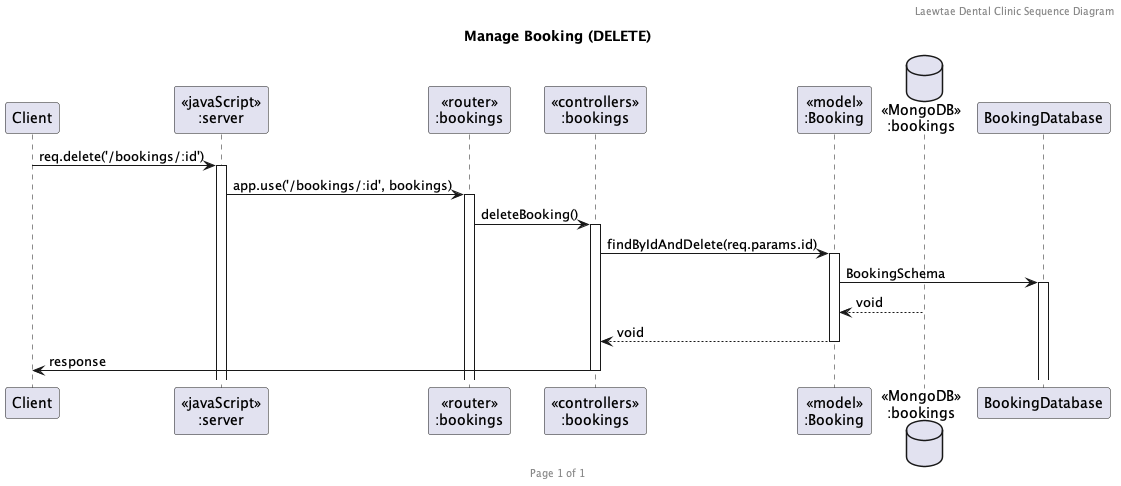 Laewtae Dental Clinic Sequence Diagram
Manage Booking (DELETE)
Client
«javaScript»
:server
«router»
:bookings
«controllers»
:bookings
«model»
:Booking
«MongoDB»
:bookings
BookingDatabase
req.delete('/bookings/:id')
app.use('/bookings/:id', bookings)
deleteBooking()
findByIdAndDelete(req.params.id)
BookingSchema
void
void
response
Client
«javaScript»
:server
«router»
:bookings
«controllers»
:bookings
«model»
:Booking
«MongoDB»
:bookings
BookingDatabase
Page 1 of 1